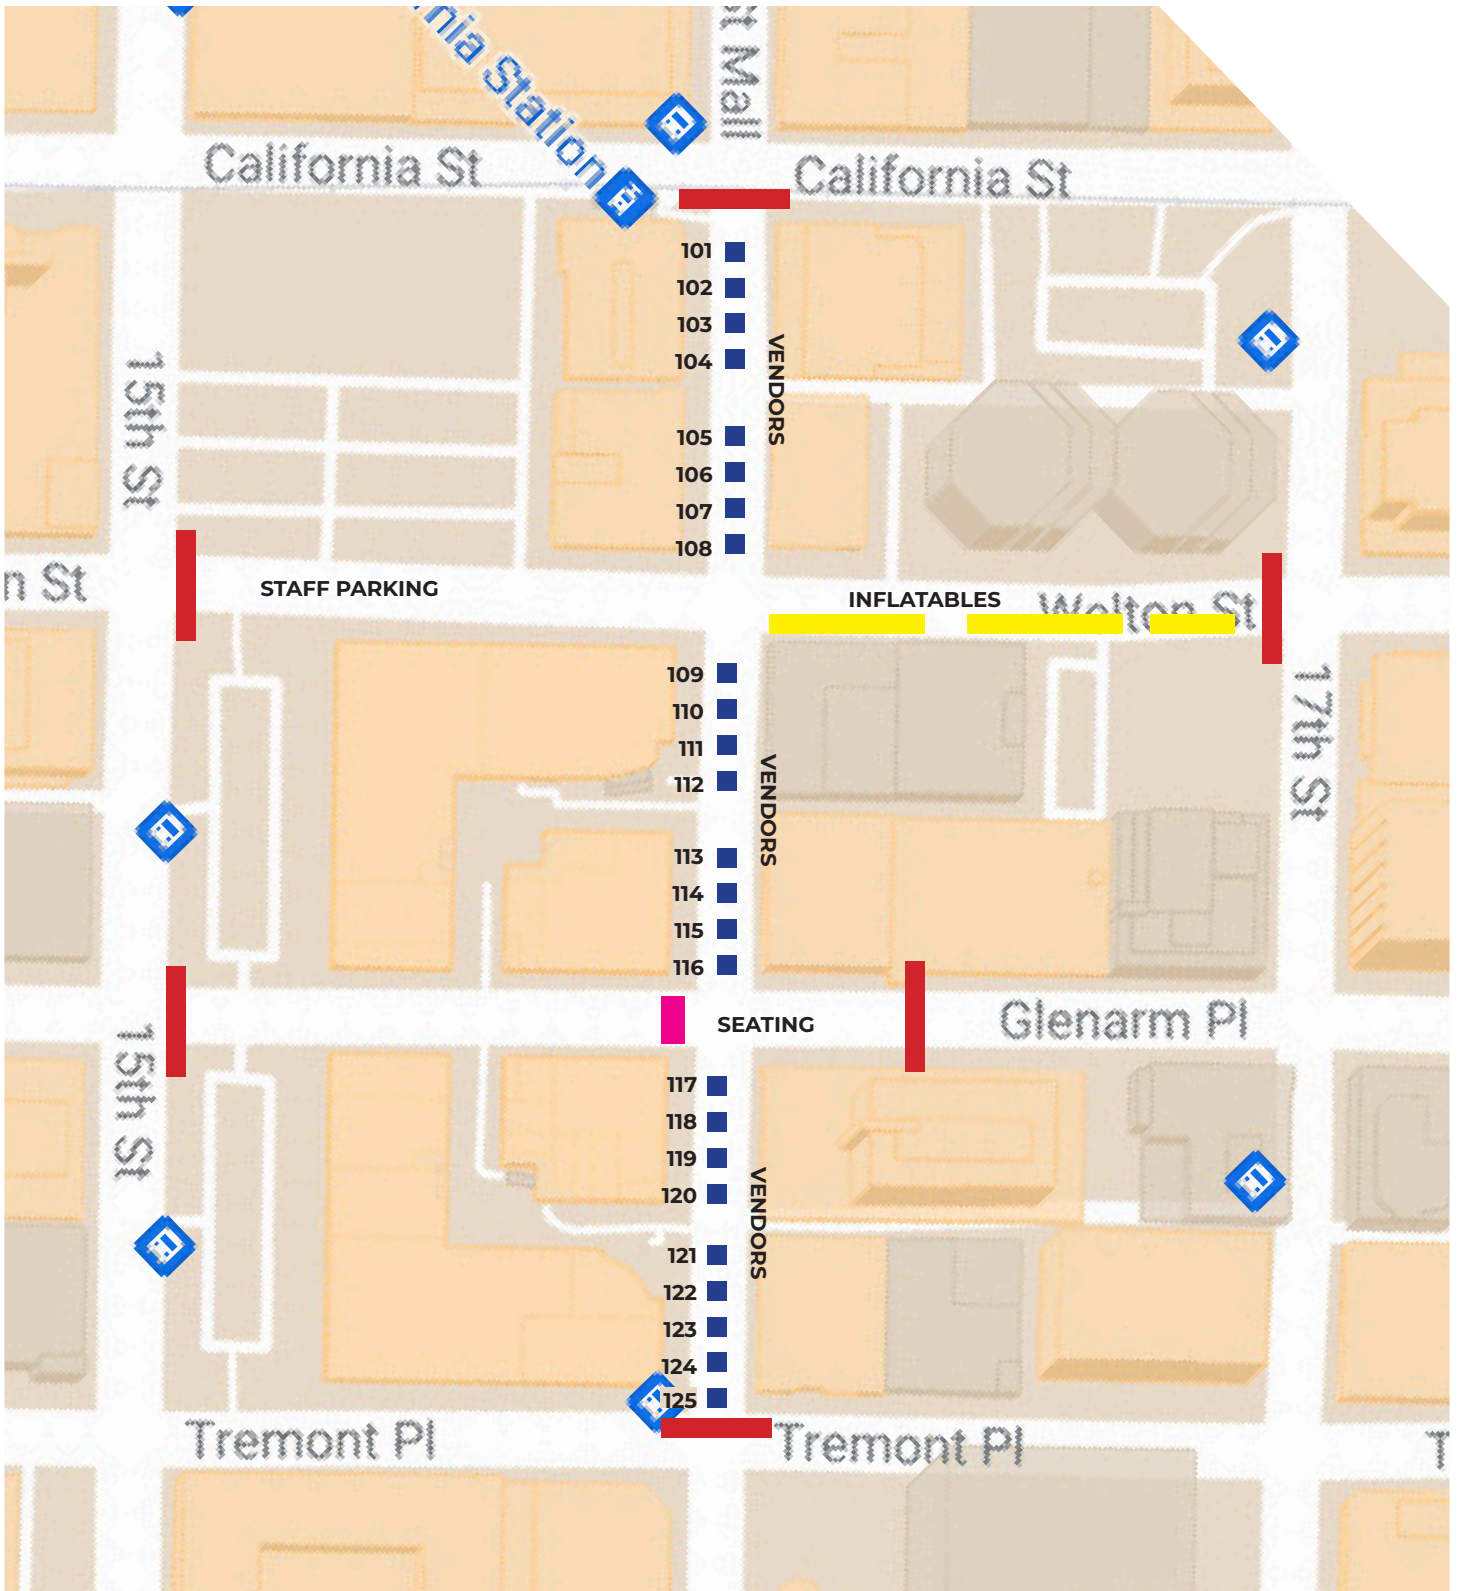 nia Station
st Mall
California St
California St
101
102
103
104
VENDORS
15th St
105
106
107
108
n St
STAFF PARKING
INFLATABLES
Welton St
109
110
111
112
VENDORS
17th St
113
114
115
116
SEATING
Glenarm Pl
15th St
117
118
119
120
VENDORS
121
122
123
124
125
Tremont Pl
Tremont Pl
T